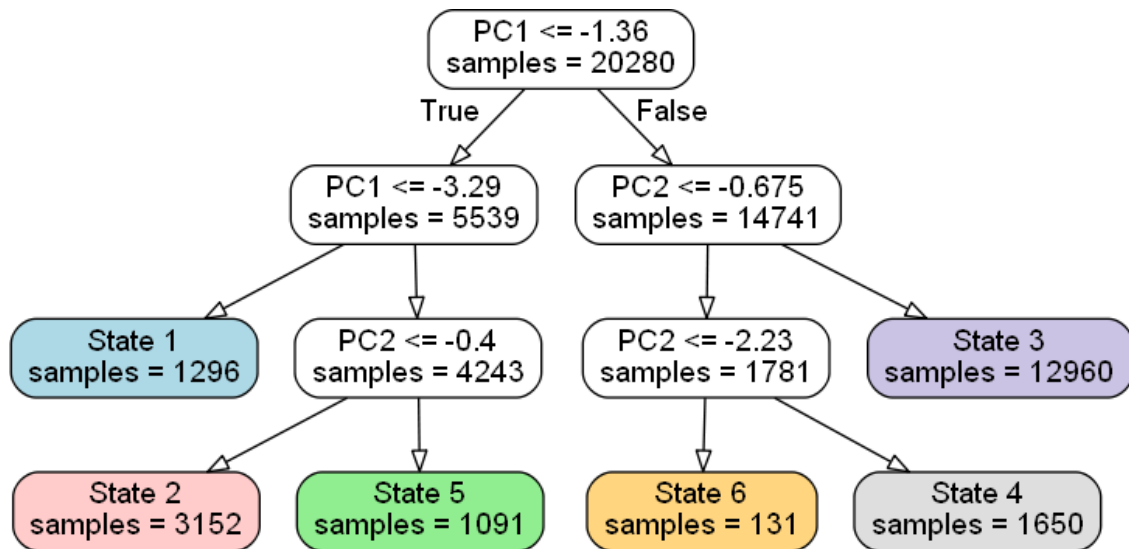 PC1 <= -1.36
samples = 20280
True
False
PC1 <= -3.29
samples = 5539
PC2 <= -0.675
samples = 14741
State 1
samples = 1296
PC2 <= -0.4
samples = 4243
PC2 <= -2.23
samples = 1781
State 3
samples = 12960
State 2
samples = 3152
State 5
samples = 1091
State 6
samples = 131
State 4
samples = 1650